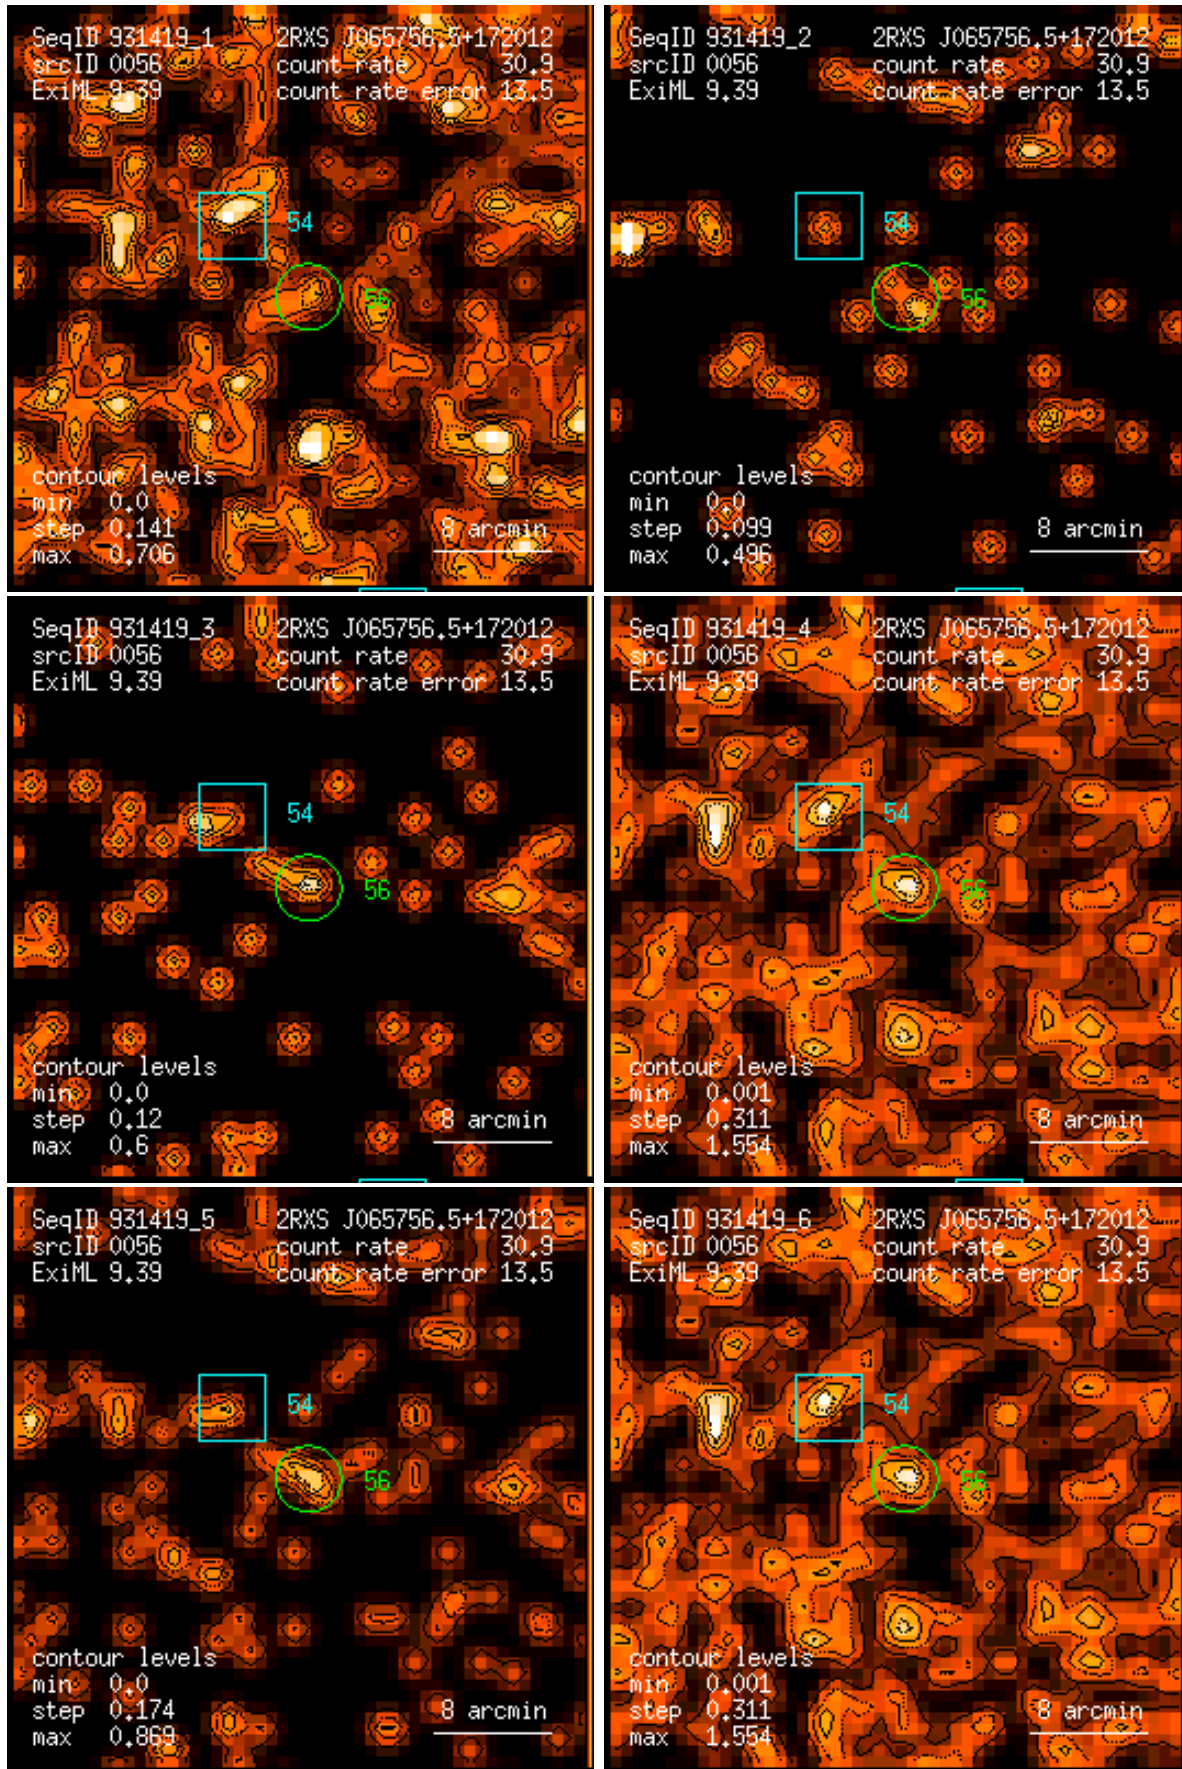 SeqID 931419_1 2RXS J065756.5+172012
srcID 0056 count rate 30.9
ExiML 9.39 count rate error 13.5
54
56
contour levels
min 0.0
step 0.141 8 arcmin
max 0.706
SeqID 931419_2 2RXS J065756.5+172012
srcID 0056 count rate 30.9
ExiML 9.39 count rate error 13.5
54
56
contour levels
min 0.0
step 0.099 8 arcmin
max 0.496
SeqID 931419_3 2RXS J065756.5+172012
srcID 0056 count rate 30.9
ExiML 9.39 count rate error 13.5
54
56
contour levels
min 0.0
step 0.12 8 arcmin
max 0.6
SeqID 931419_4 2RXS J065756.5+172012
srcID 0056 count rate 30.9
ExiML 9.39 count rate error 13.5
54
56
contour levels
min 0.001
step 0.311 8 arcmin
max 1.554
SeqID 931419_5 2RXS J065756.5+172012
srcID 0056 count rate 30.9
ExiML 9.39 count rate error 13.5
54
56
contour levels
min 0.0
step 0.174 8 arcmin
max 0.869
SeqID 931419_6 2RXS J065756.5+172012
srcID 0056 count rate 30.9
ExiML 9.39 count rate error 13.5
54
56
contour levels
min 0.001
step 0.311 8 arcmin
max 1.554